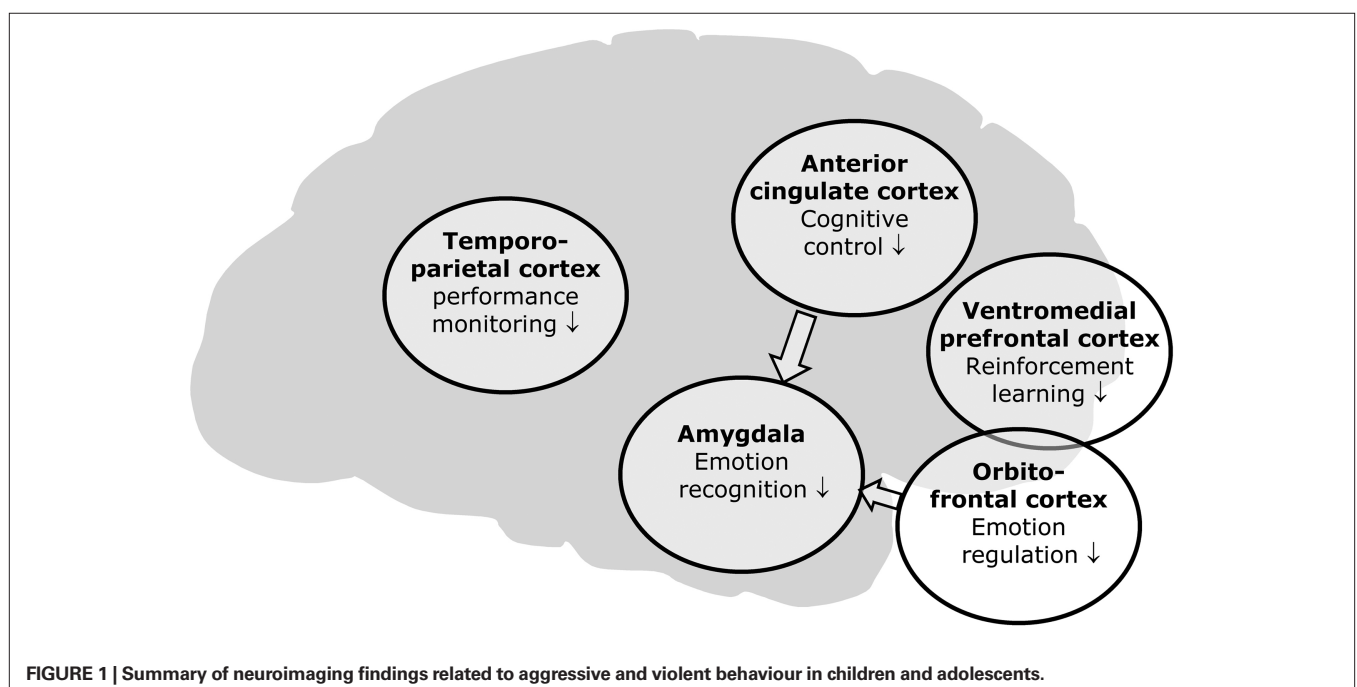 Anterior
cingulate cortex
Cognitive
control ↓
Temporo-
parietal cortex
performance
monitoring ↓
Ventromedial
prefrontal cortex
Reinforcement
learning ↓
Amygdala
Emotion
recognition ↓
Orbito-
frontal cortex
Emotion
regulation ↓
FIGURE 1 | Summary of neuroimaging findings related to aggressive and violent behaviour in children and adolescents.